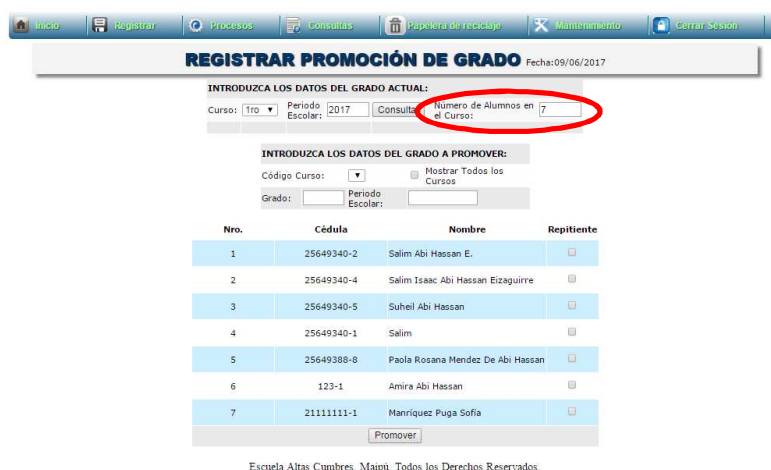 Inicio Registrar Procesos Consultas Papelera de reciclaje Mantenimiento Cerrar Sesión
REGISTRAR PROMOCIÓN DE GRADO Fecha:09/06/2017
INTRODUZCA LOS DATOS DEL GRADO ACTUAL:
Curso: 1ro Periodo Escolar: 2017 Consultar Número de Alumnos en el Curso: 7
INTRODUZCA LOS DATOS DEL GRADO A PROMOVER:
Código Curso: Mostrar Todos los Cursos
Grado: Periodo Escolar:
Nro. Cédula Nombre Repitiente
1 25649340-2 Salim Abi Hassan E.
2 25649340-4 Salim Isaac Abi Hassan Eizaguirre
3 25649340-5 Suheil Abi Hassan
4 25649340-1 Salim
5 25649388-8 Paola Rosana Mendez De Abi Hassan
6 123-1 Amira Abi Hassan
7 21111111-1 Manríquez Puga Sofía
Promover
Escuela Altas Cumbres. Maipú. Todos los Derechos Reservados.